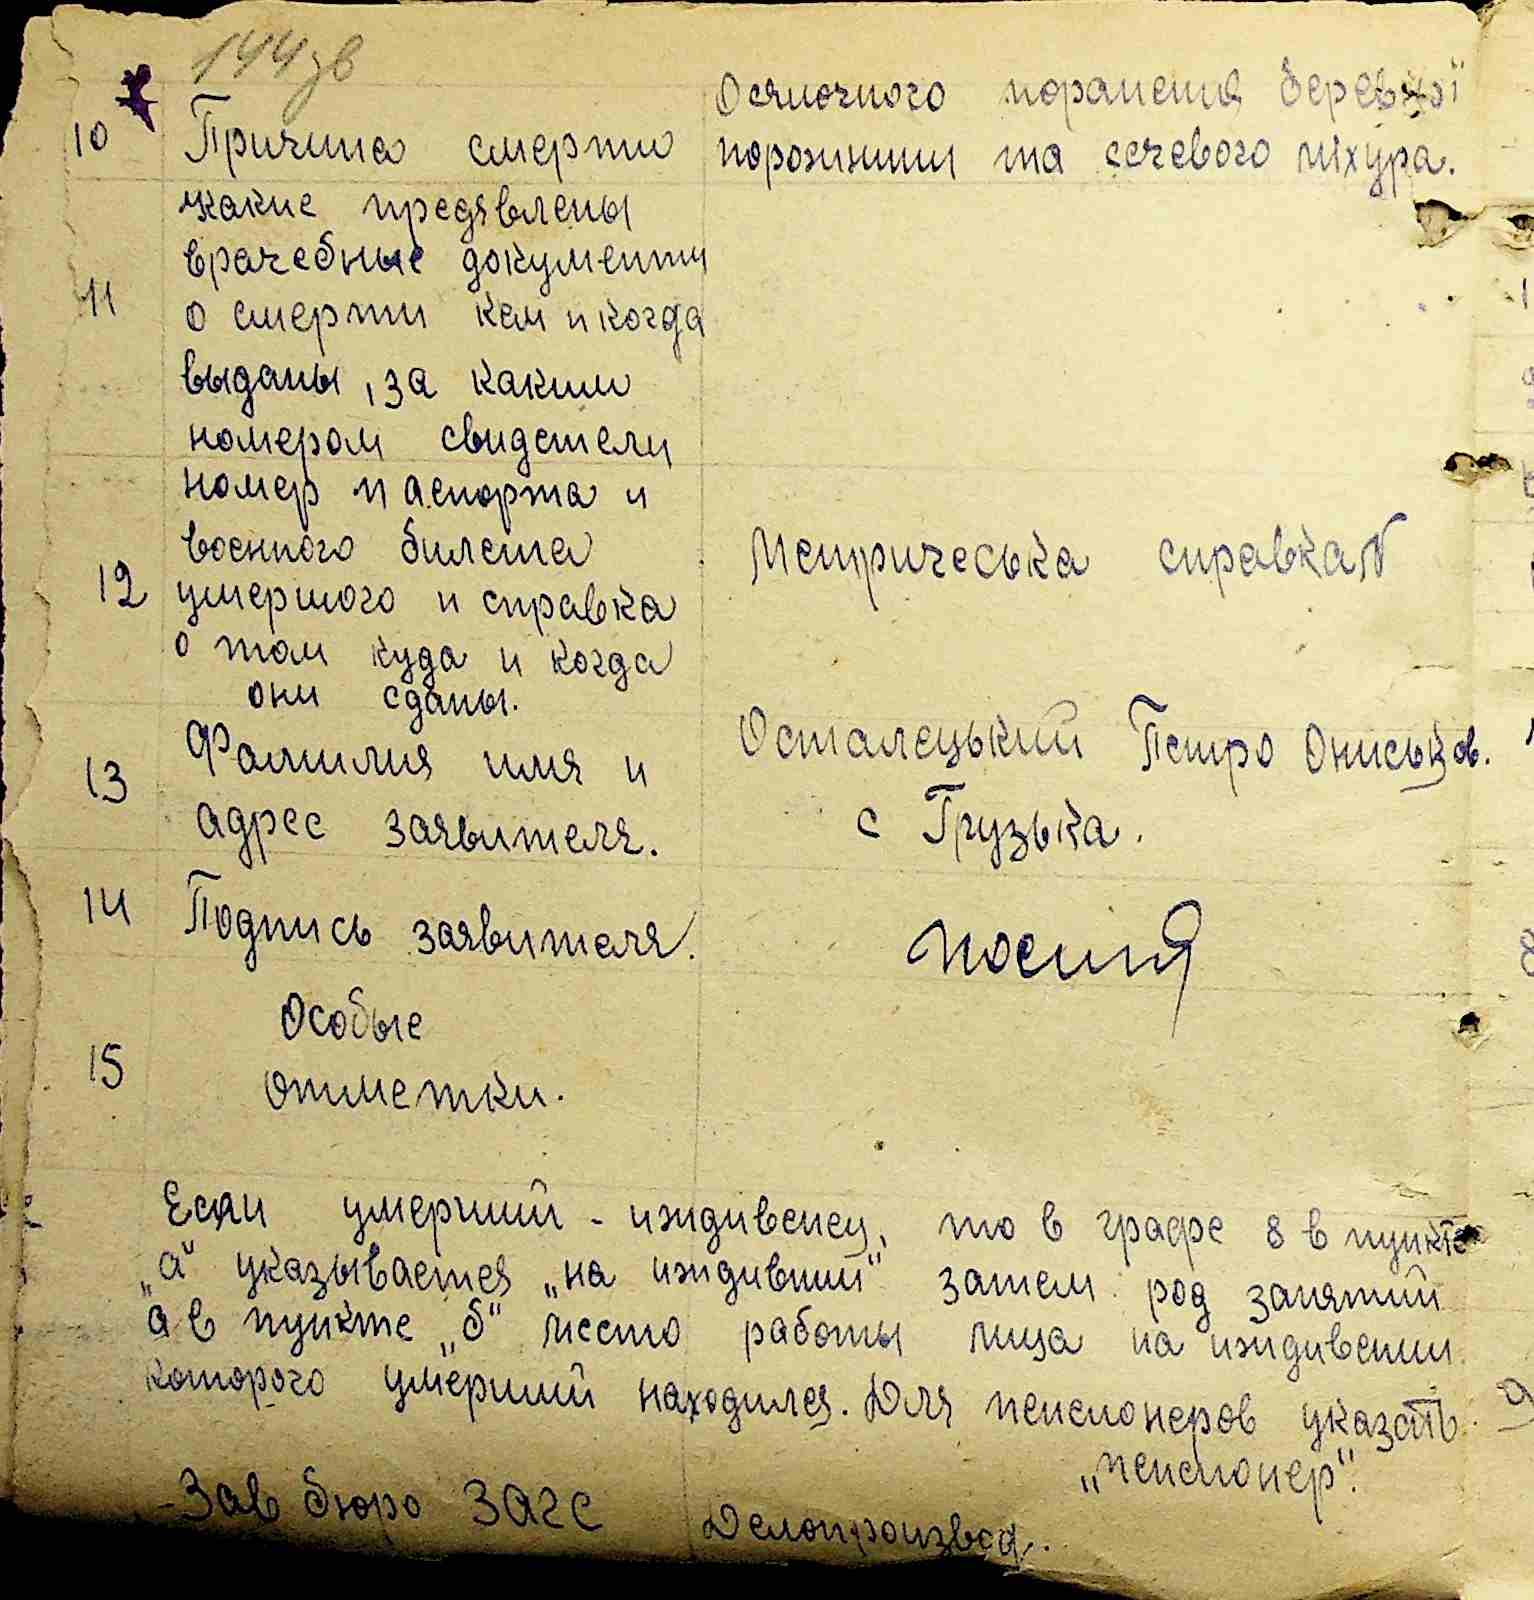 144зв
Осялочного поранения Веревної
10 Причина смерти порожнини та сечевого міхура.
какие предявлены
врачебные документы
11 о смерти кем и когда
выданы, за каким
номером свидетели
номер паспорта и
военного билета
12 умершого и справка Метрическа справка
о том куда и когда
они сданы.
13 Фамилия имя и Осталецький Петро Ониськов.
адрес заявителя. с Грузька.
14 Подпись заявителя.
Особые
15 отметки.
Если умерший - иждивенец, то в графе 8 в пункте
„а" указывается „на иждивнии" затем род занятий
а в пункте „б" место работы лица на иждивении
которого умерший находился. Для пенсионеров указать
„пенсионер".
Зав бюро ЗАГС Делопроизвод.